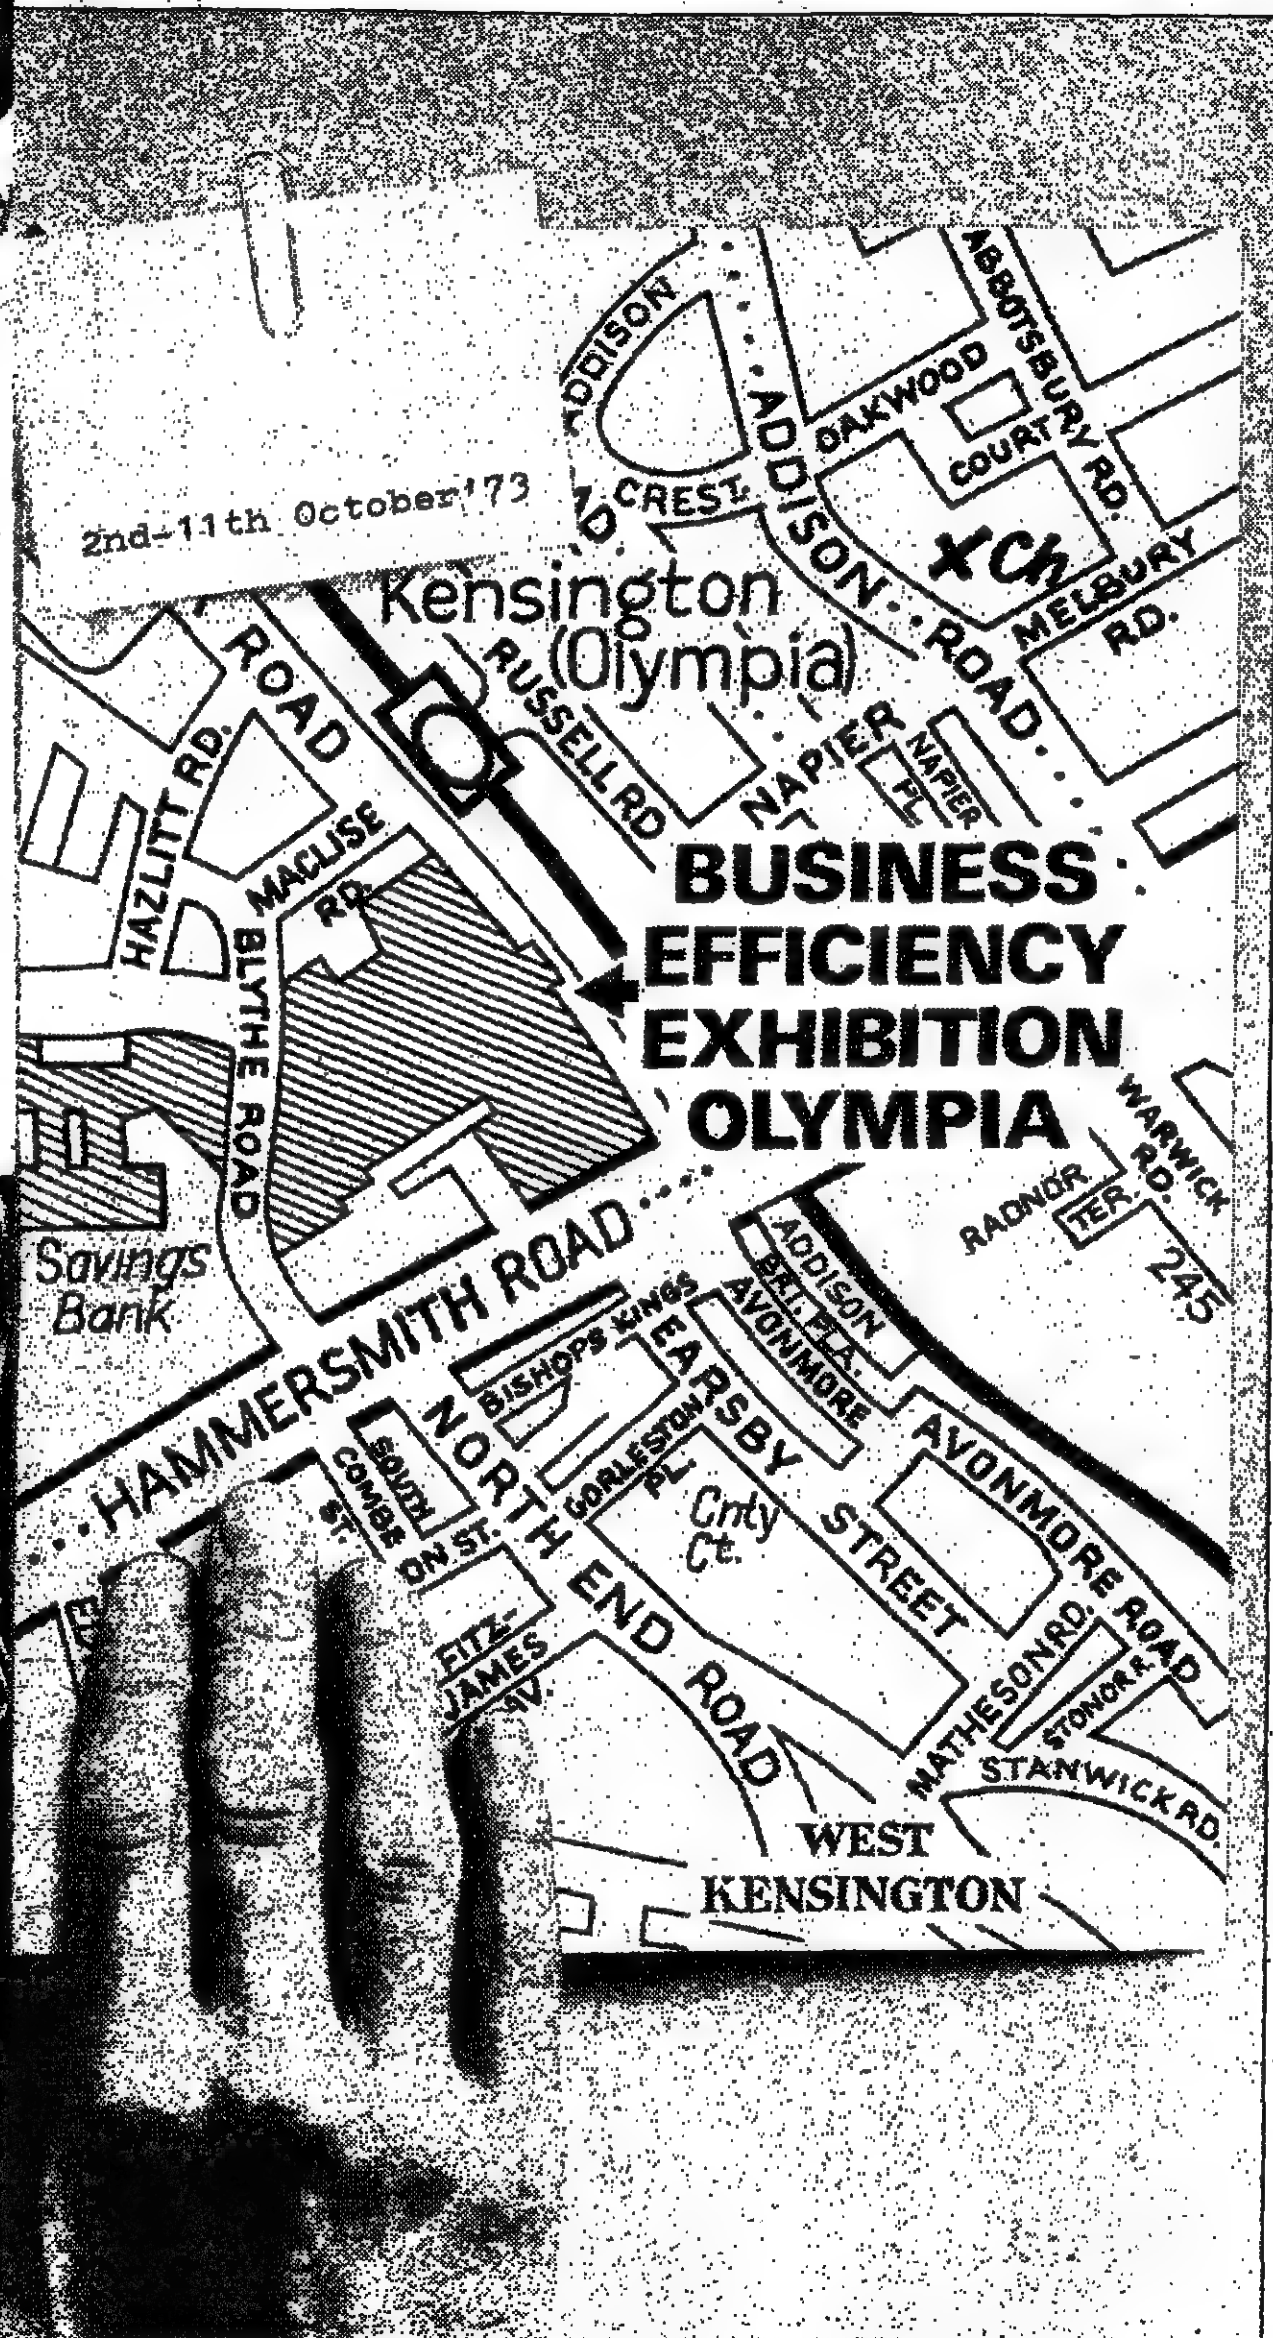 ADDISON
ABBOTSBURY RD.
OAKWOOD
COURT
ADDISON ROAD
CREST.
RD.
2nd-11th October '73
Kensington
(Olympia)
+ Ch
MELBURY
RD.
ROAD
RUSSELL RD
NAPIER
NAPIER
PL.
HAZLITT RD.
MACLISE
RD.
BLYTHE ROAD
BUSINESS
EFFICIENCY
EXHIBITION
OLYMPIA
WARWICK
RD.
RADNOR
TER.
245
Savings
Bank
HAMMERSMITH ROAD
ADDISON
BRI. PLA.
AVONMORE
BISHOPS KINGS
EARSBY STREET
NORTH END ROAD
GORLESTON
PL.
SOUTH
COMBE
ST.
ON ST.
Cnty
Ct.
AVONMORE ROAD
FITZ-
JAMES
AV.
MATHESON RD.
STONOR R
STANWICK RD.
WEST
KENSINGTON